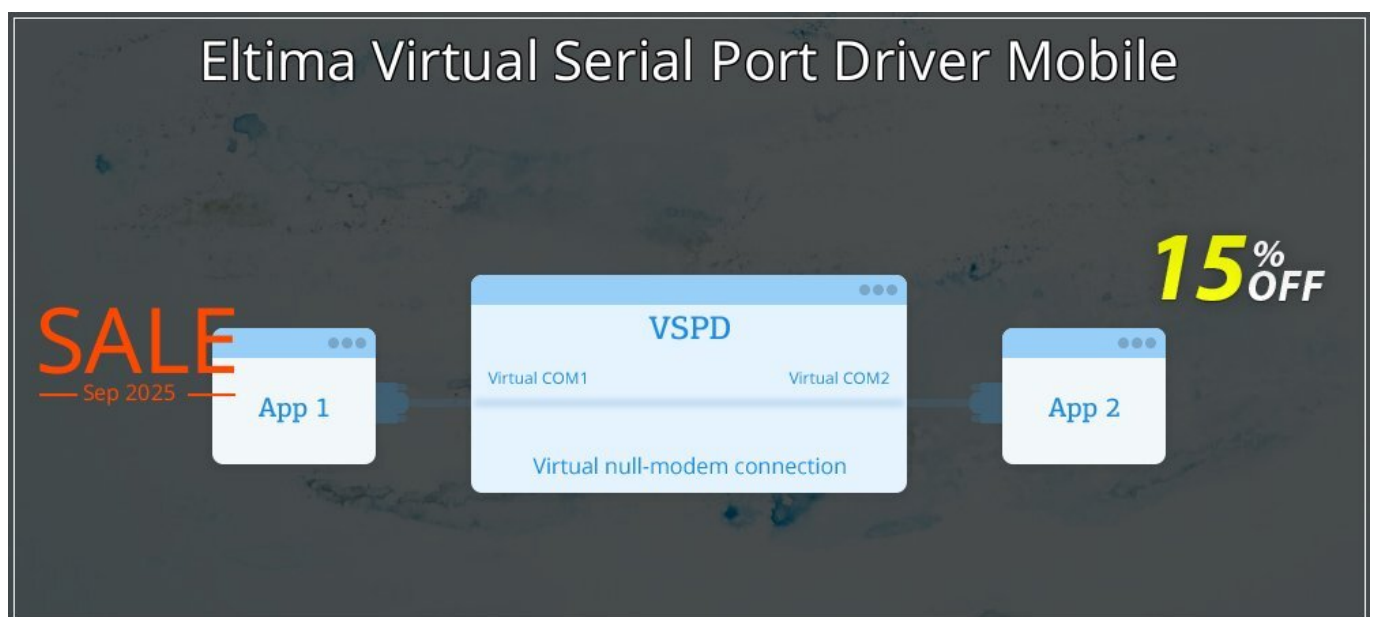 Eltima Virtual Serial Port Driver Mobile
15% OFF
SALE
Sep 2025
VSPD
Virtual COM1
Virtual COM2
App 1
App 2
Virtual null-modem connection